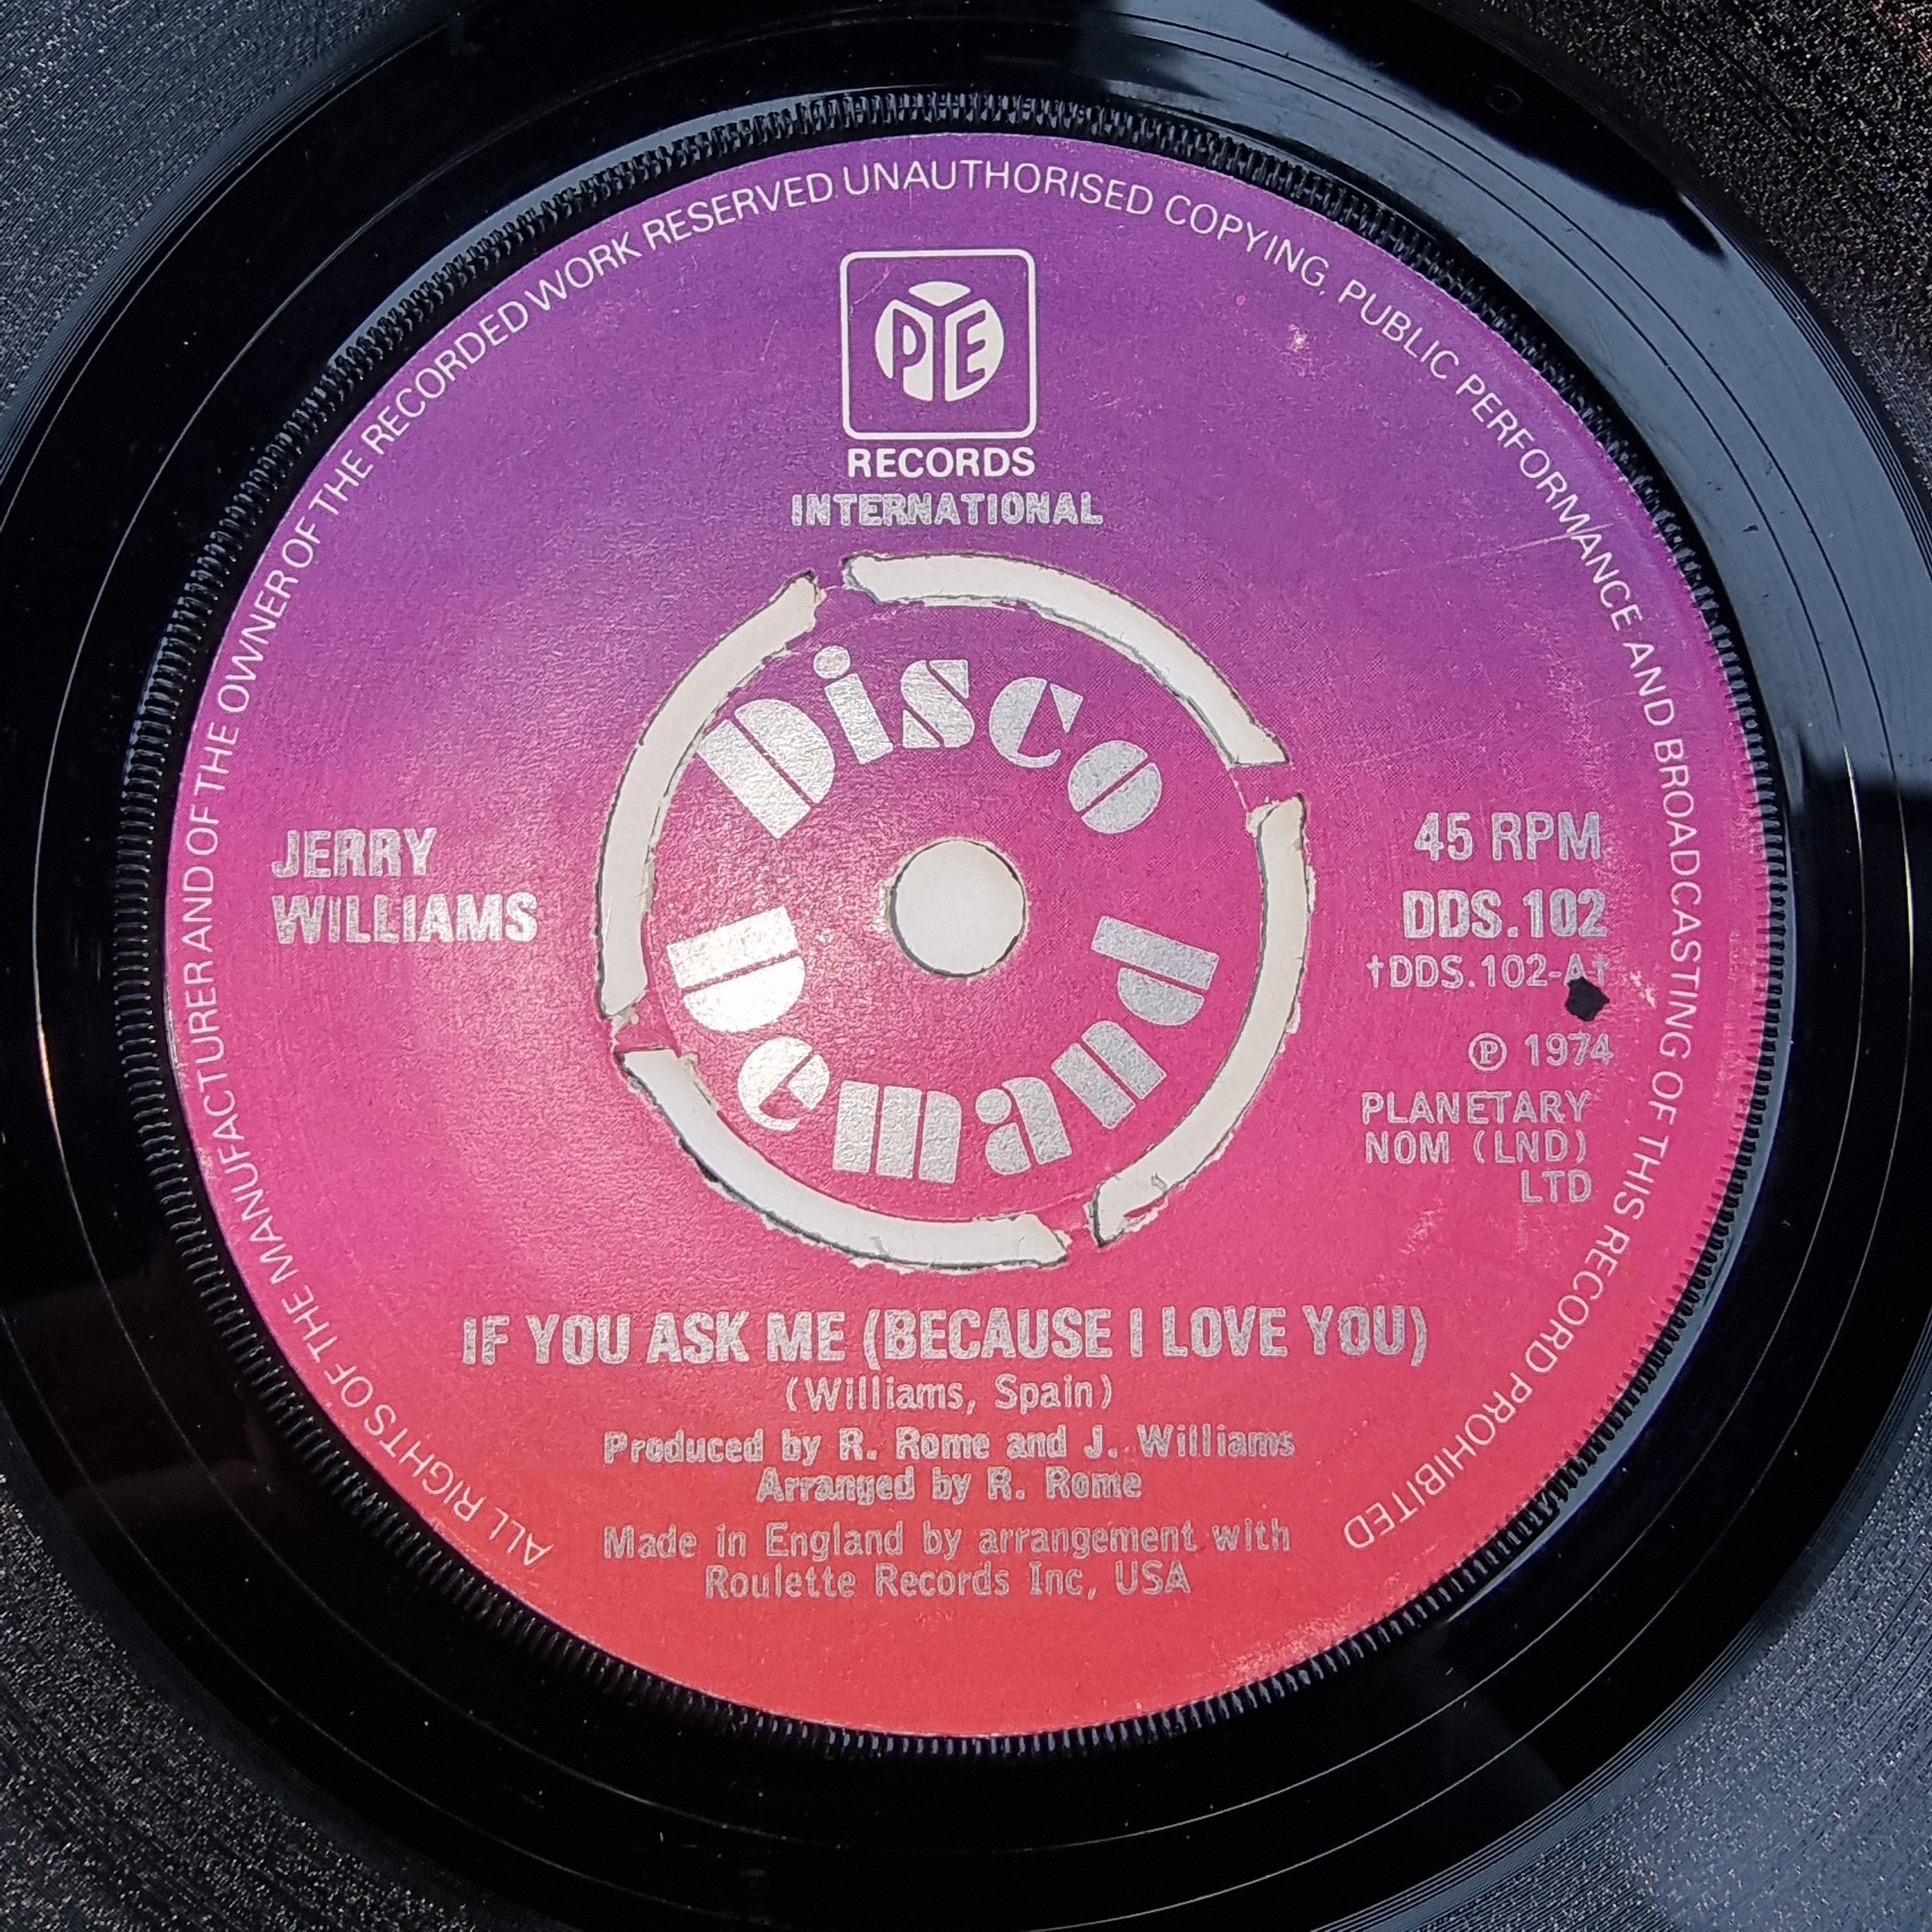 ALL RIGHTS OF THE MANUFACTURER AND OF THE OWNER OF THE RECORDED WORK RESERVED UNAUTHORISED COPYING, PUBLIC PERFORMANCE AND BROADCASTING OF THIS RECORD PROHIBITED
PYE
RECORDS
INTERNATIONAL
Disco
Demand
JERRY
WILLIAMS
45 RPM
DDS.102
†DDS.102-A†
℗ 1974
PLANETARY
NOM (LND)
LTD
IF YOU ASK ME (BECAUSE I LOVE YOU)
(Williams, Spain)
Produced by R. Rome and J. Williams
Arranged by R. Rome
Made in England by arrangement with
Roulette Records Inc, USA